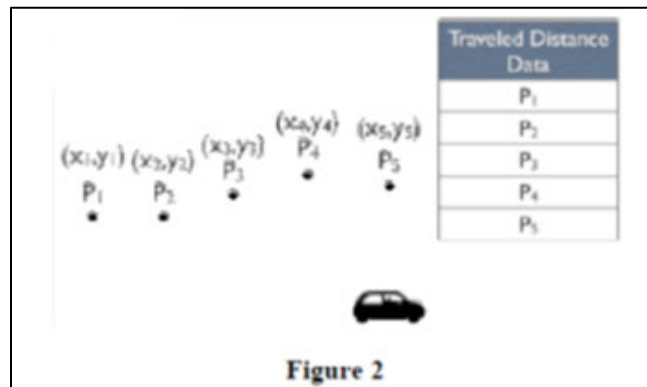 Traveled Distance
Data
P₁
P₂
P₃
P₄
P₅
(x₁,y₁)
P₁
(x₂,y₂)
P₂
(x₃,y₃)
P₃
(x₄,y₄)
P₄
(x₅,y₅)
P₅
Figure 2